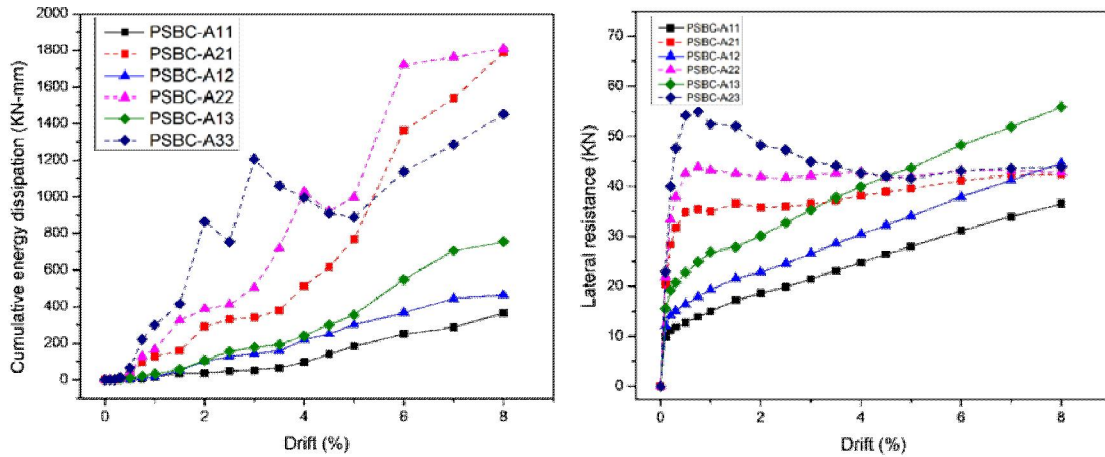 Cumulative energy dissipation (KN-mm)
2000
1800
1600
1400
1200
1000
800
600
400
200
0
PSBC-A11
PSBC-A21
PSBC-A12
PSBC-A22
PSBC-A13
PSBC-A33
0 2 4 6 8
Drift (%)
Lateral resistance (KN)
70
60
50
40
30
20
10
0
PSBC-A11
PSBC-A21
PSBC-A12
PSBC-A22
PSBC-A13
PSBC-A23
0 2 4 6 8
Drift (%)